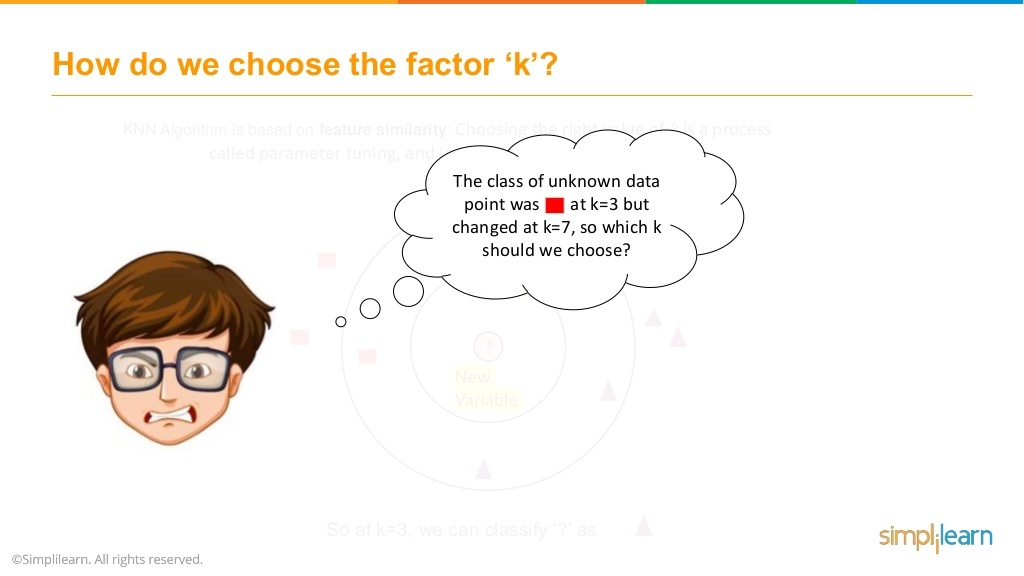 How do we choose the factor ‘k’?
KNN Algorithm is based on feature similarity: Choosing the right value of k is a process
called parameter tuning, and
The class of unknown data
point was at k=3 but
changed at k=7, so which k
should we choose?
?
New
Variable
So at k=3, we can classify ‘?’ as
©Simplilearn. All rights reserved.
simplilearn